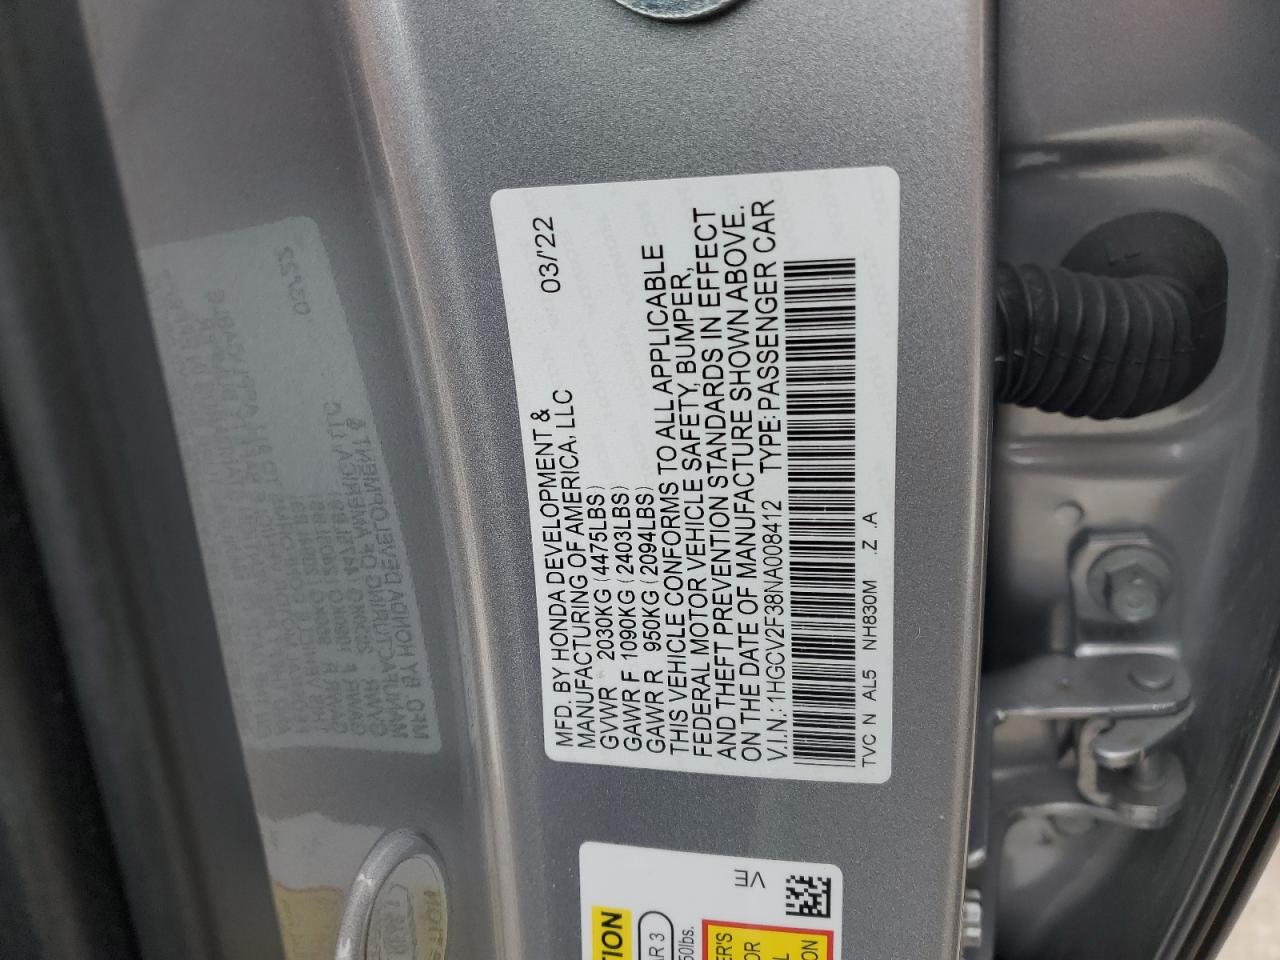 MFD. BY HONDA DEVELOPMENT & 03/'22
MANUFACTURING OF AMERICA, LLC
GVWR 2030KG (4475LBS)
GAWR F 1090KG (2403LBS)
GAWR R 950KG (2094LBS)
THIS VEHICLE CONFORMS TO ALL APPLICABLE
FEDERAL MOTOR VEHICLE SAFETY, BUMPER,
AND THEFT PREVENTION STANDARDS IN EFFECT
ON THE DATE OF MANUFACTURE SHOWN ABOVE.
V.I.N.: 1HGCV2F38NA008412 TYPE: PASSENGER CAR
TVC N AL5 NH830M .Z .A
VE